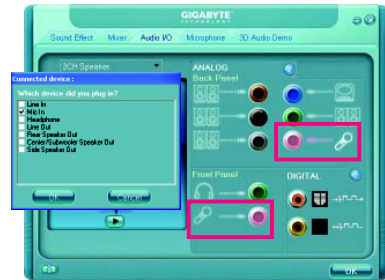 GIGABYTE
TECHNOLOGY
Sound Effect Mixer Audio I/O Microphone 3D Audio Demo
2CH Speaker
ANALOG
Back Panel
Connected device :
Which device did you plug in?
Line In
Mic In
Headphone
Line Out
Rear Speaker Out
Center/Subwoofer Speaker Out
Side Speaker Out
OK Cancel
Front Panel
DIGITAL
OK